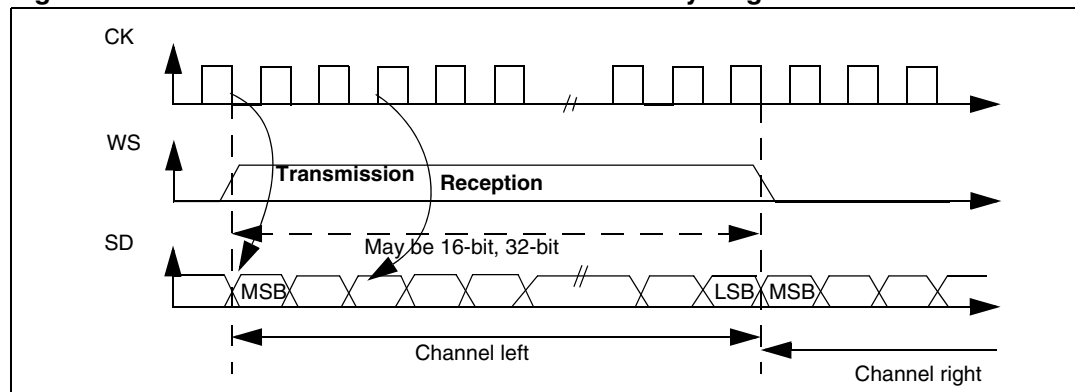 CK
WS
Transmission
Reception
May be 16-bit, 32-bit
SD
MSB
LSB
MSB
Channel left
Channel right